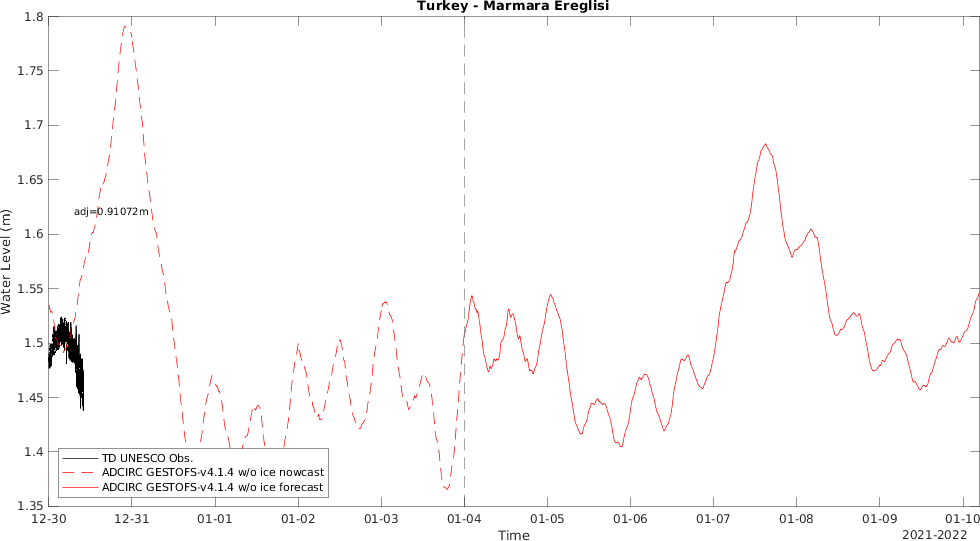 Turkey - Marmara Ereglisi
1.8
1.75
1.7
1.65
1.6
1.55
1.5
1.45
1.4
1.35
Water Level (m)
adj=0.91072m
TD UNESCO Obs.
ADCIRC GESTOFS-v4.1.4 w/o ice nowcast
ADCIRC GESTOFS-v4.1.4 w/o ice forecast
12-30 12-31 01-01 01-02 01-03 01-04 01-05 01-06 01-07 01-08 01-09 01-10
Time
2021-2022